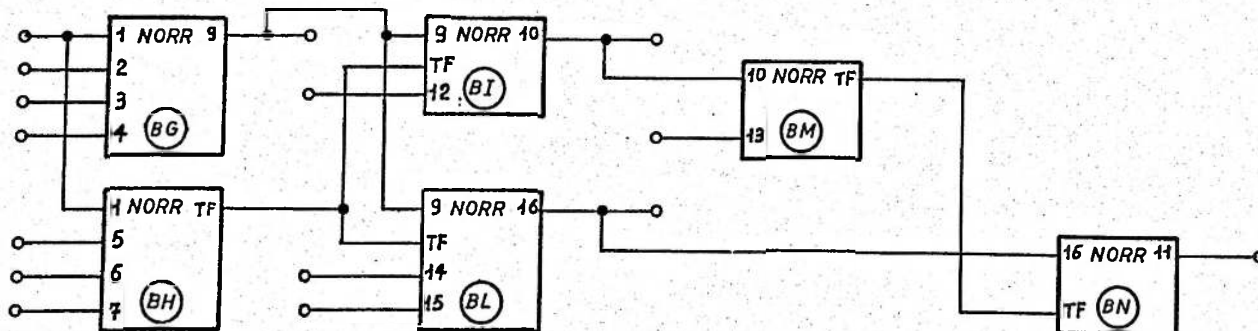 1 NORR 9
2
3
4
BG
1 NORR TF
5
6
7
BH
9 NORR 10
TF
12
BI
9 NORR 16
TF
14
15
BL
10 NORR TF
13
BM
16 NORR 11
TF
BN